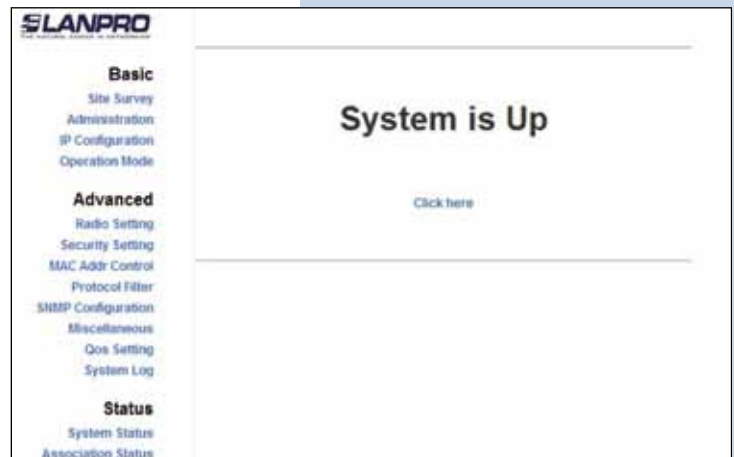 LANPRO
Basic
Site Survey
Administration
IP Configuration
Operation Mode
Advanced
Radio Setting
Security Setting
MAC Addr Control
Protocol Filter
SNMP Configuration
Miscellaneous
Qos Setting
System Log
Status
System Status
Association Status
System is Up
Click here